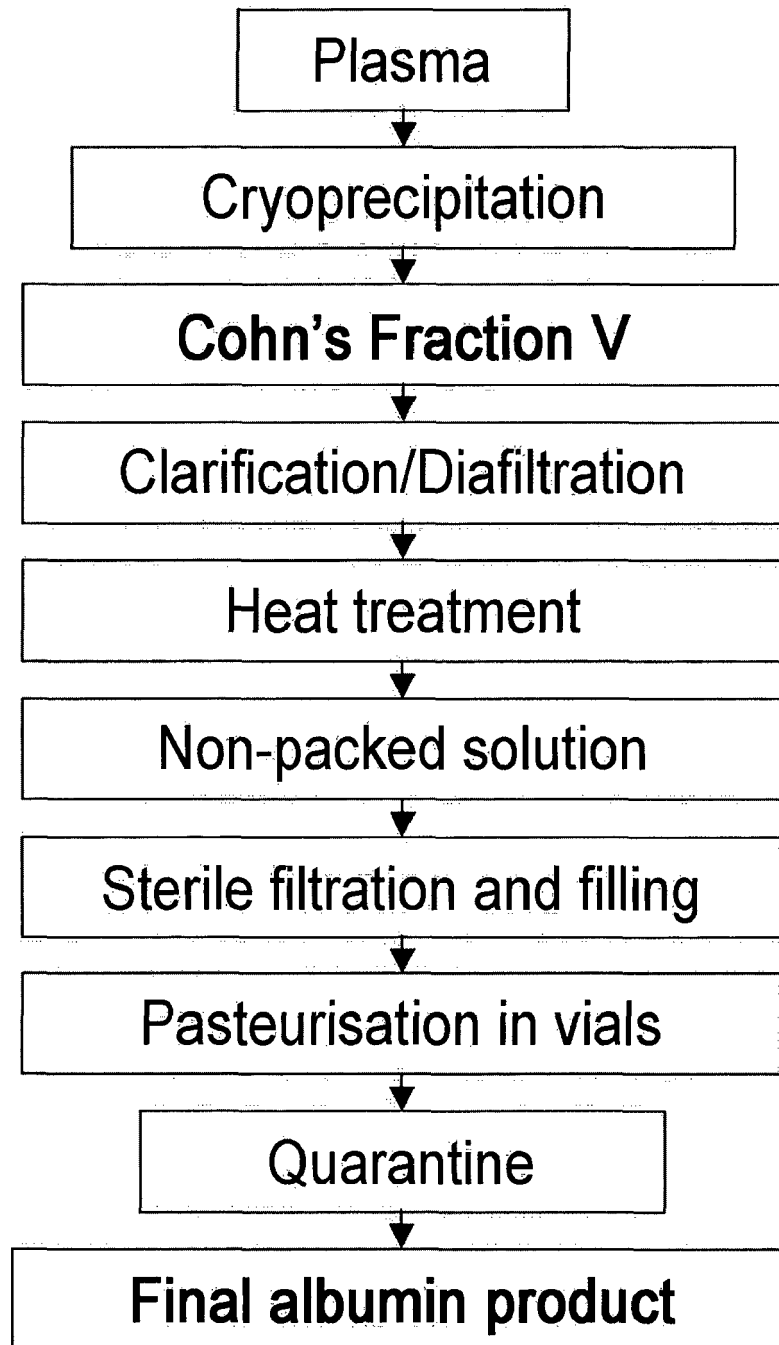 Plasma
Cryoprecipitation
Cohn's Fraction V
Clarification/Diafiltration
Heat treatment
Non-packed solution
Sterile filtration and filling
Pasteurisation in vials
Quarantine
Final albumin product